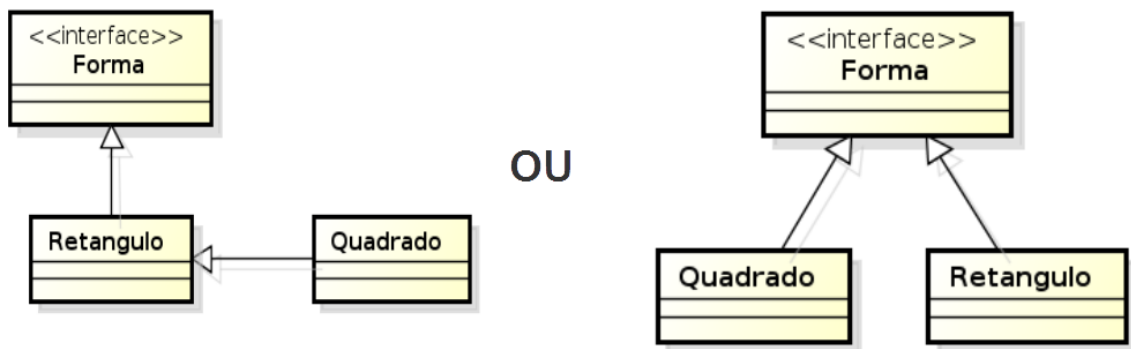 <<interface>>
Forma
Retangulo
Quadrado
OU
<<interface>>
Forma
Quadrado
Retangulo